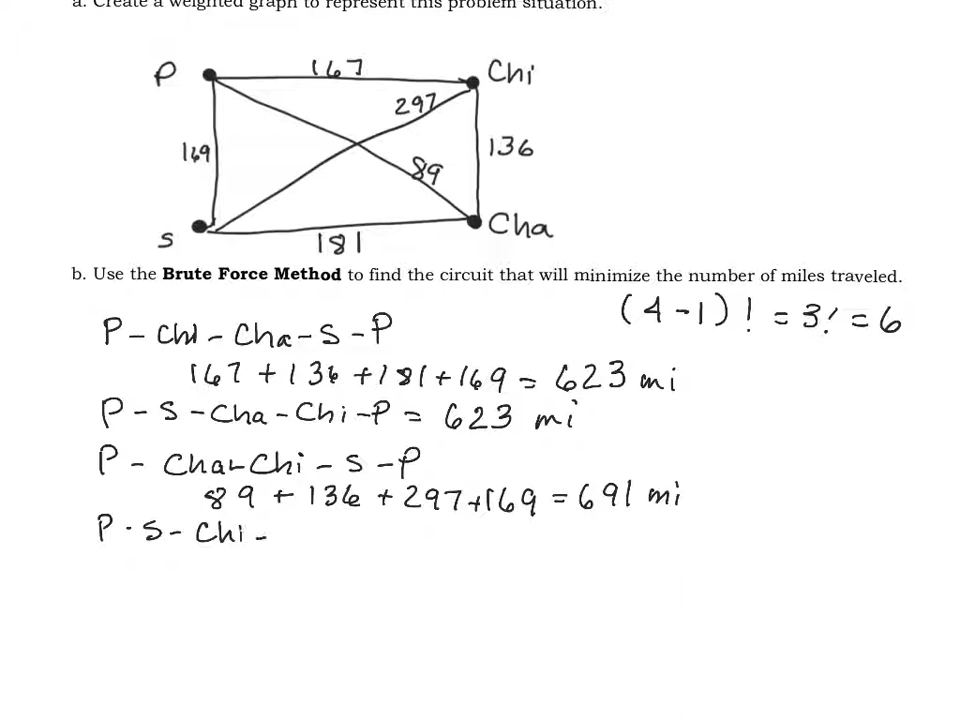 a. Create a weighted graph to represent this problem situation.
P 167 Chi
297
169 136
89
S 181 Cha
b. Use the Brute Force Method to find the circuit that will minimize the number of miles traveled.
(4-1)! = 3! = 6
P - Chi - Cha - S - P
167 + 136 + 181 + 169 = 623 mi
P - S - Cha - Chi - P = 623 mi
P - Cha - Chi - S - P
89 + 136 + 297 + 169 = 691 mi
P - S - Chi -